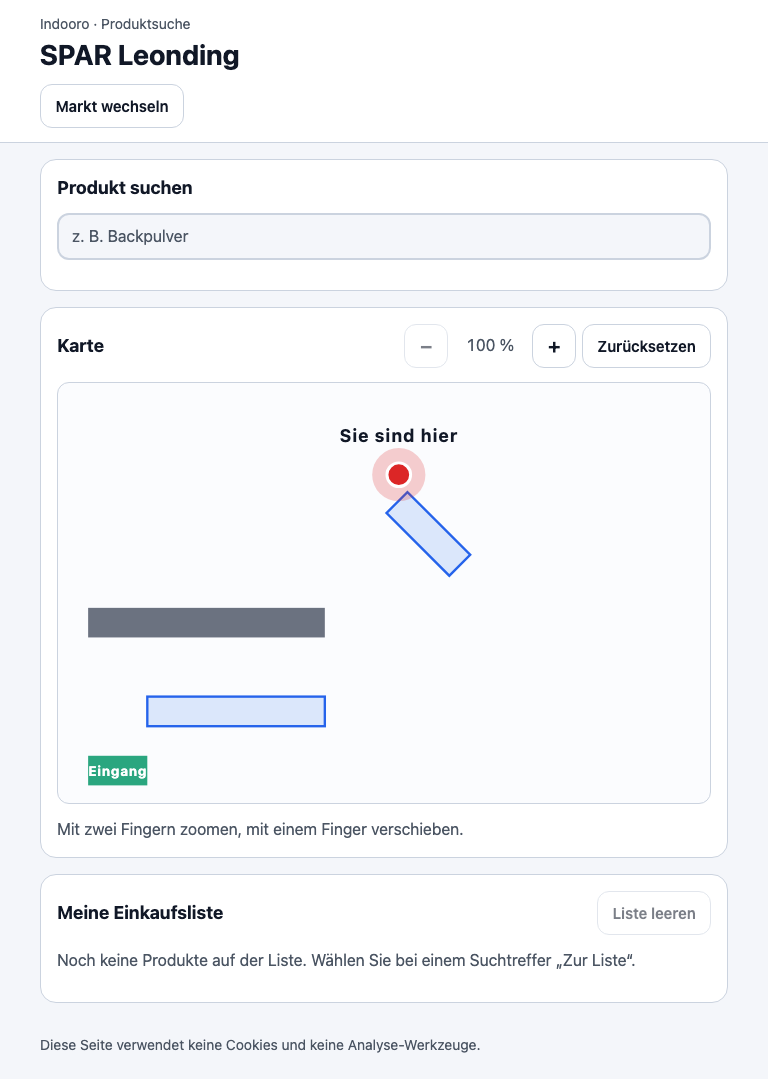 Indooro · Produktsuche
SPAR Leonding
Markt wechseln
Produkt suchen
z. B. Backpulver
Karte
− 100 % + Zurücksetzen
Sie sind hier
Eingang
Mit zwei Fingern zoomen, mit einem Finger verschieben.
Meine Einkaufsliste
Liste leeren
Noch keine Produkte auf der Liste. Wählen Sie bei einem Suchtreffer „Zur Liste“.
Diese Seite verwendet keine Cookies und keine Analyse-Werkzeuge.